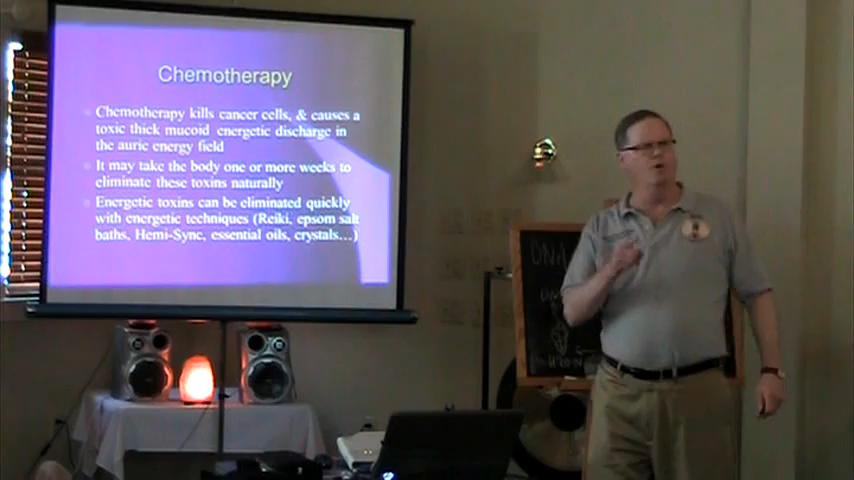 Chemotherapy
Chemotherapy kills cancer cells, & causes a
toxic thick mucoid energetic discharge in
the auric energy field
It may take the body one or more weeks to
eliminate these toxins naturally
Energetic toxins can be eliminated quickly
with energetic techniques (Reiki, epsom salt
baths, Hemi-Sync, essential oils, crystals...)